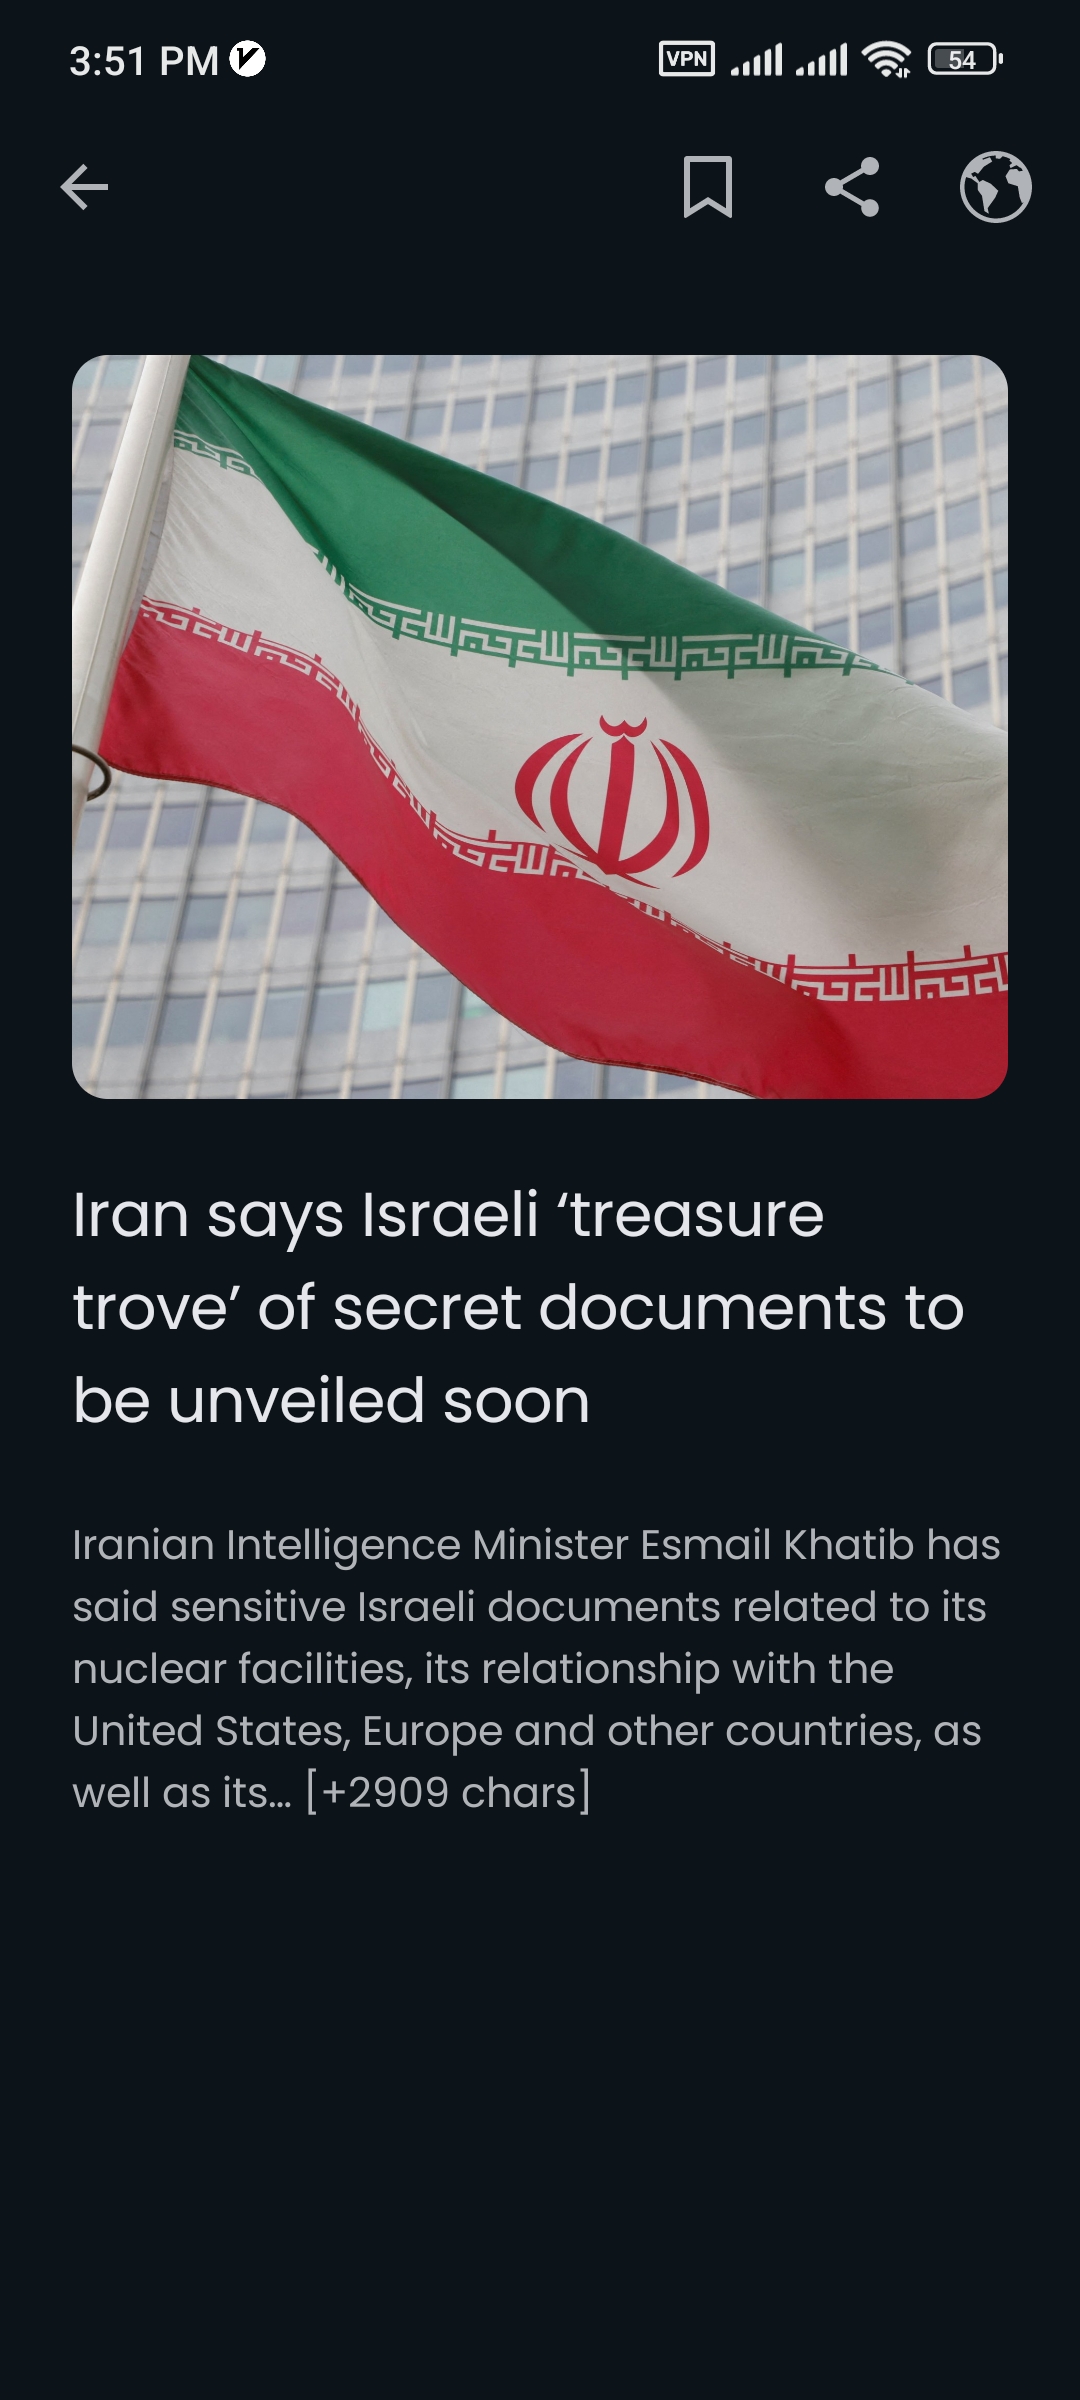 3:51 PM
VPN
54
Iran says Israeli ‘treasure
trove’ of secret documents to
be unveiled soon
Iranian Intelligence Minister Esmail Khatib has
said sensitive Israeli documents related to its
nuclear facilities, its relationship with the
United States, Europe and other countries, as
well as its… [+2909 chars]